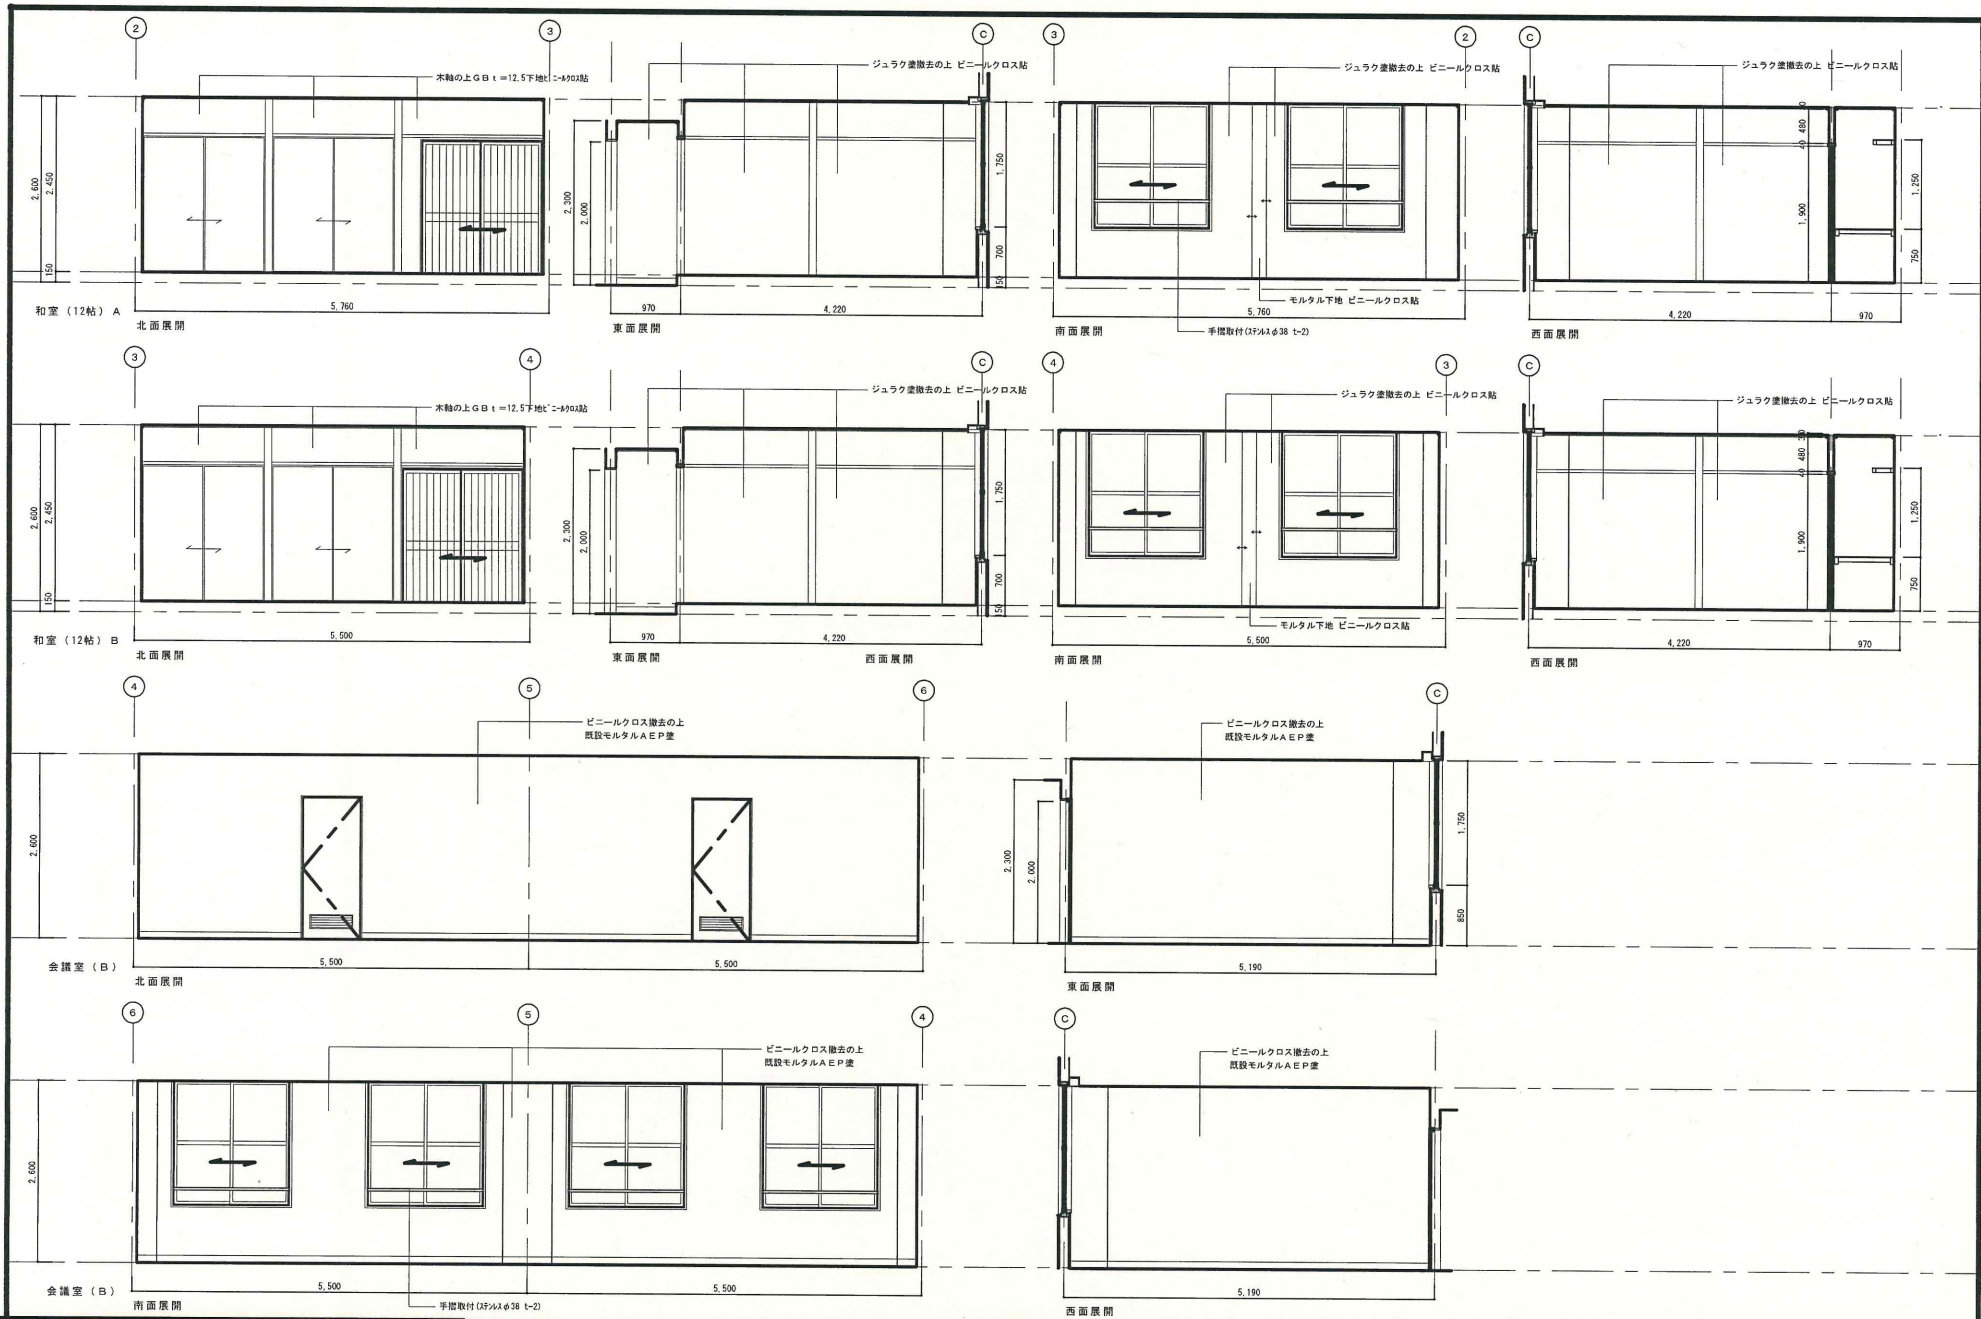 ② ③
木軸の上GBt=12.5下地ビニールクロス貼
2,600
2,450
150
5,760
和室(12帖)A
北面展開
ジュラク塗撤去の上 ビニールクロス貼
C
2,300
2,000
1,750
700
150
970
4,220
東面展開
③ ②
ジュラク塗撤去の上 ビニールクロス貼
モルタル下地 ビニールクロス貼
5,760
手摺取付(ステンレスφ38 t-2)
南面展開
C
ジュラク塗撤去の上 ビニールクロス貼
480
40
1,900
1,250
750
4,220
970
西面展開
③ ④
木軸の上GBt=12.5下地ビニールクロス貼
2,600
2,450
150
5,500
和室(12帖)B
北面展開
C
ジュラク塗撤去の上 ビニールクロス貼
2,300
2,000
1,750
700
150
970
4,220
東面展開
西面展開
④ ③
ジュラク塗撤去の上 ビニールクロス貼
モルタル下地 ビニールクロス貼
5,500
南面展開
C
ジュラク塗撤去の上 ビニールクロス貼
30
480
40
1,900
1,250
750
4,220
970
西面展開
④ ⑤ ⑥
ビニールクロス撤去の上
既設モルタルAEP塗
2,600
5,500
5,500
会議室(B)
北面展開
C
ビニールクロス撤去の上
既設モルタルAEP塗
2,300
2,000
1,750
850
5,190
東面展開
⑥ ⑤ ④
ビニールクロス撤去の上
既設モルタルAEP塗
2,600
5,500
5,500
会議室(B)
南面展開
手摺取付(ステンレスφ38 t-2)
C
ビニールクロス撤去の上
既設モルタルAEP塗
5,190
西面展開